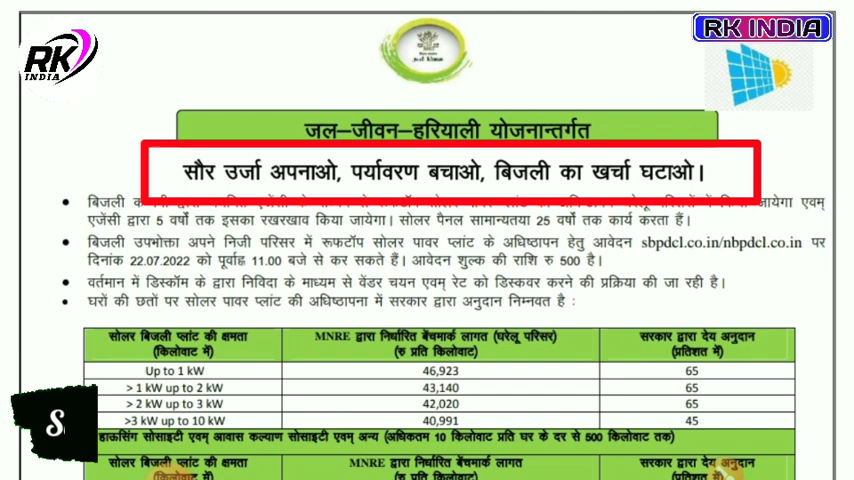 RK
INDIA
RK INDIA
जल–जीवन–हरियाली योजनान्तर्गत
सौर उर्जा अपनाओ, पर्यावरण बचाओ, बिजली का खर्चा घटाओ।
बिजली
जायेगा एवम्
एजेंसी द्वारा 5 वर्षों तक इसका रखरखाव किया जायेगा। सोलर पैनल सामान्यतया 25 वर्षों तक कार्य करता हैं।
बिजली उपभोक्ता अपने निजी परिसर में रूफटॉप सोलर पावर प्लांट के अधिष्ठापन हेतु आवेदन sbpdcl.co.in/nbpdcl.co.in पर
दिनांक 22.07.2022 को पूर्वाह्न 11.00 बजे से कर सकते हैं। आवेदन शुल्क की राशि रु 500 है।
वर्तमान में डिस्कॉम के द्वारा निविदा के माध्यम से वेंडर चयन एवम् रेट को डिस्कवर करने की प्रक्रिया की जा रही है।
घरों की छतों पर सोलर पावर प्लांट की अधिष्ठापना में सरकार द्वारा अनुदान निम्नवत है :
सोलर बिजली प्लांट की क्षमता MNRE द्वारा निर्धारित बेंचमार्क लागत (घरेलू परिसर) सरकार द्वारा देय अनुदान
(किलोवाट में) (रु प्रति किलोवाट) (प्रतिशत में)
Up to 1 kW 46,923 65
> 1 kW up to 2 kW 43,140 65
> 2 kW up to 3 kW 42,020 65
>3 kW up to 10 kW 40,991 45
S
हाऊसिंग सोसाइटी एवम् आवास कल्याण सोसाइटी एवम् अन्य (अधिकतम 10 किलोवाट प्रति घर के दर से 500 किलोवाट तक)
सोलर बिजली प्लांट की क्षमता MNRE द्वारा निर्धारित बेंचमार्क लागत सरकार द्वारा देय अनुदान
(किलोवाट में) (रु प्रति किलोवाट) (प्रतिशत में)